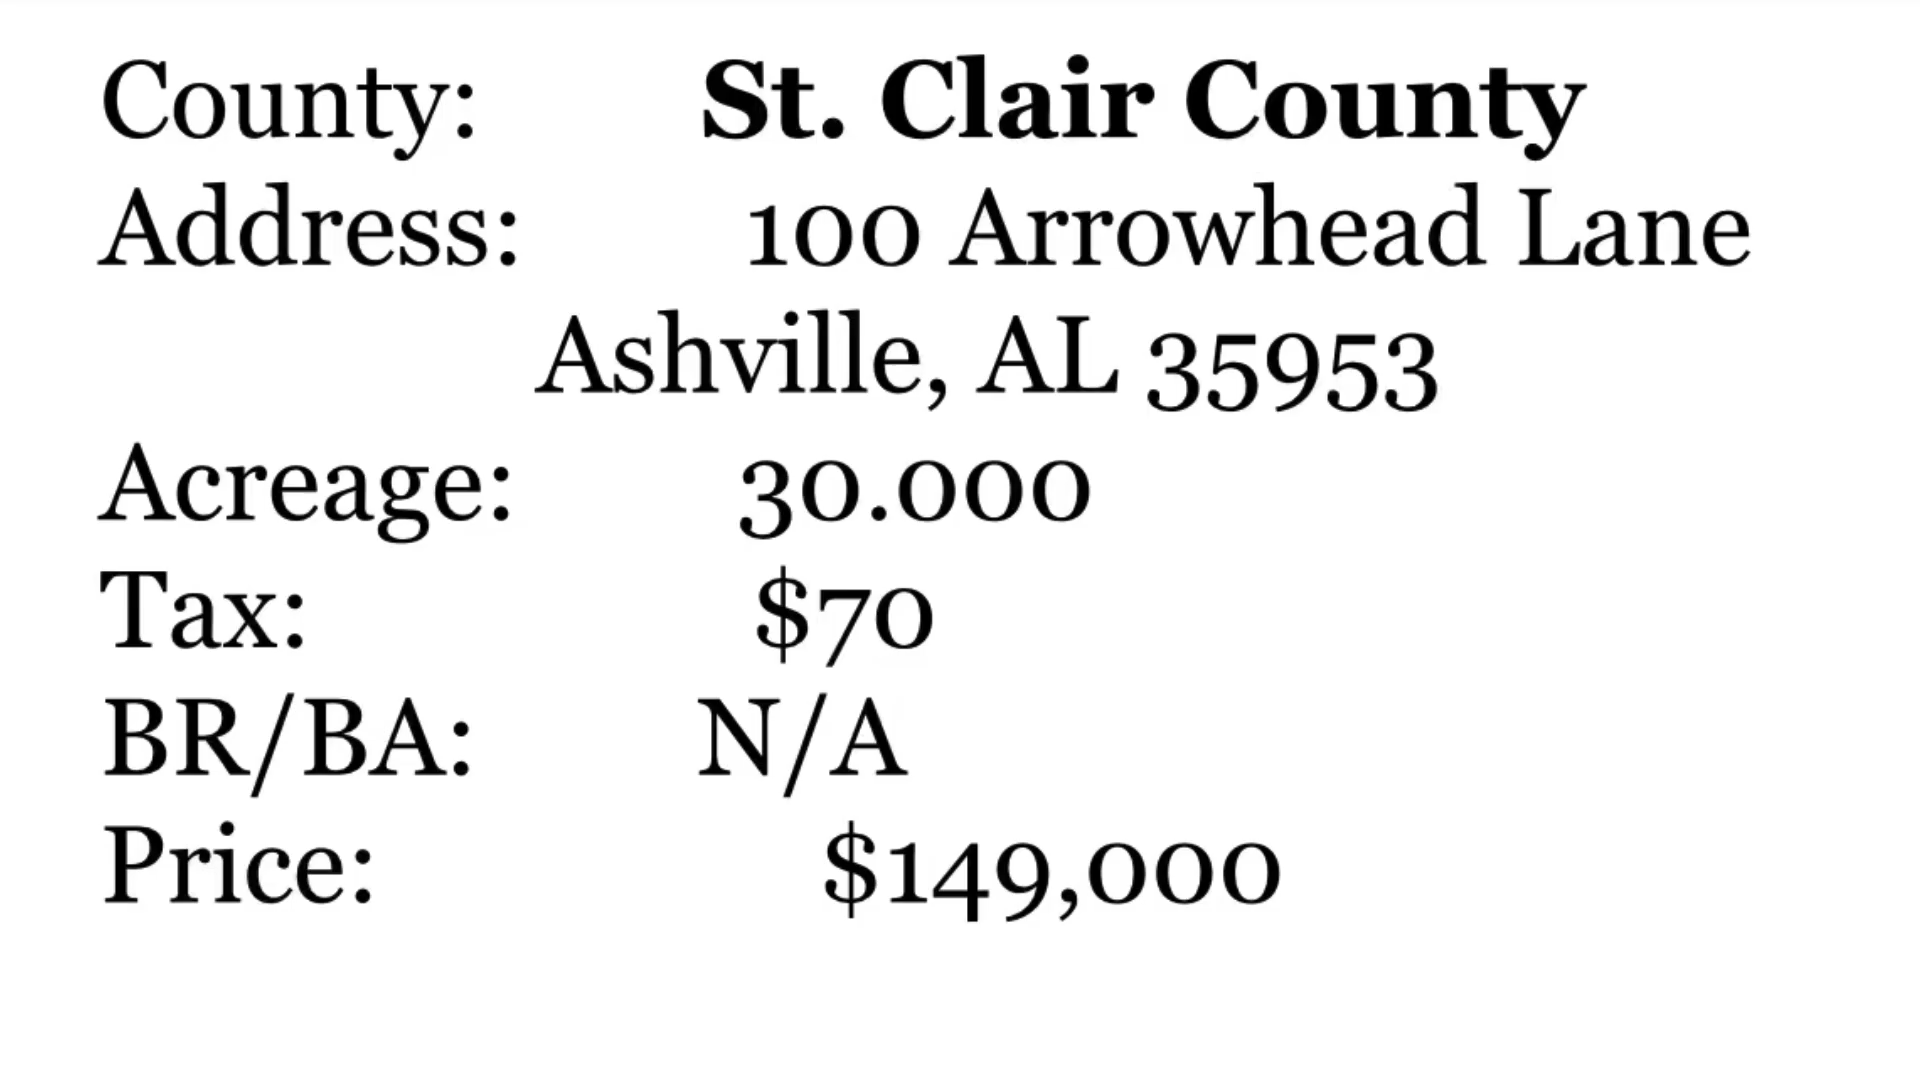 County: St. Clair County
Address: 100 Arrowhead Lane
Ashville, AL 35953
Acreage: 30.000
Tax: $70
BR/BA: N/A
Price: $149,000